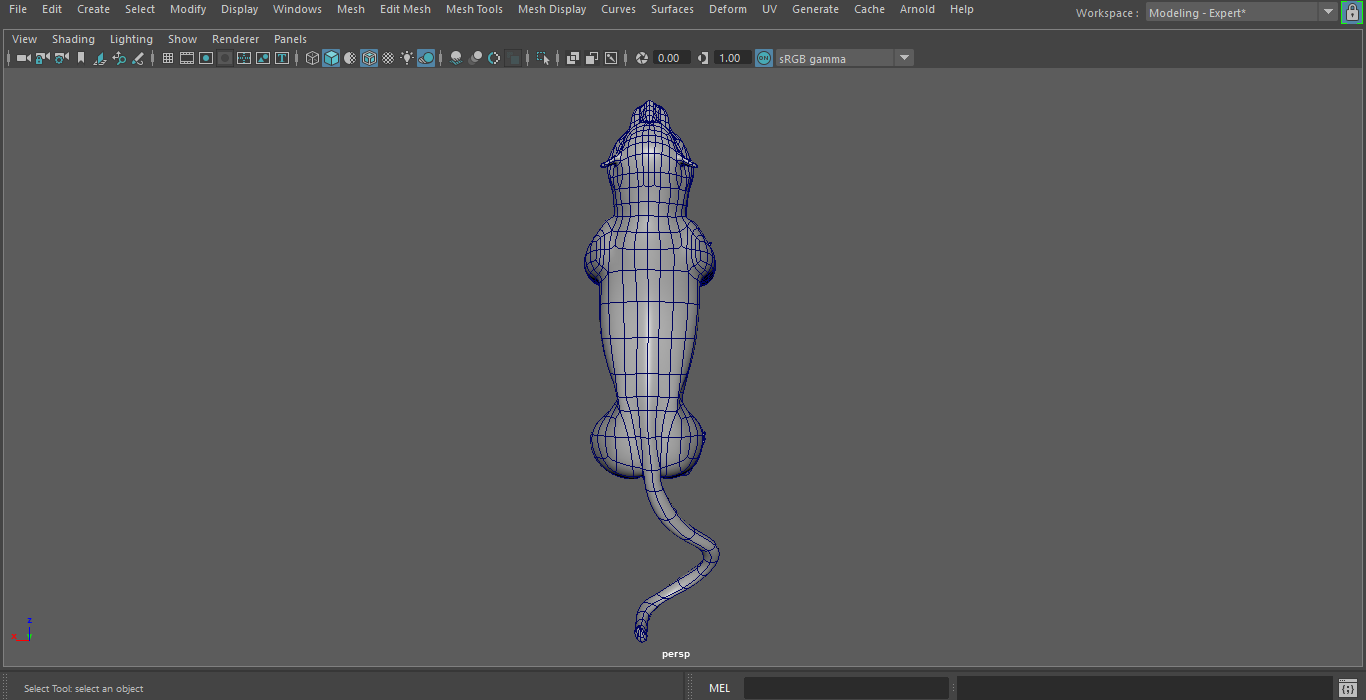 File Edit Create Select Modify Display Windows Mesh Edit Mesh Mesh Tools Mesh Display Curves Surfaces Deform UV Generate Cache Arnold Help
Workspace : Modeling - Expert*
View Shading Lighting Show Renderer Panels
0.00 1.00 ON sRGB gamma
z
x
y
persp
Select Tool: select an object
MEL